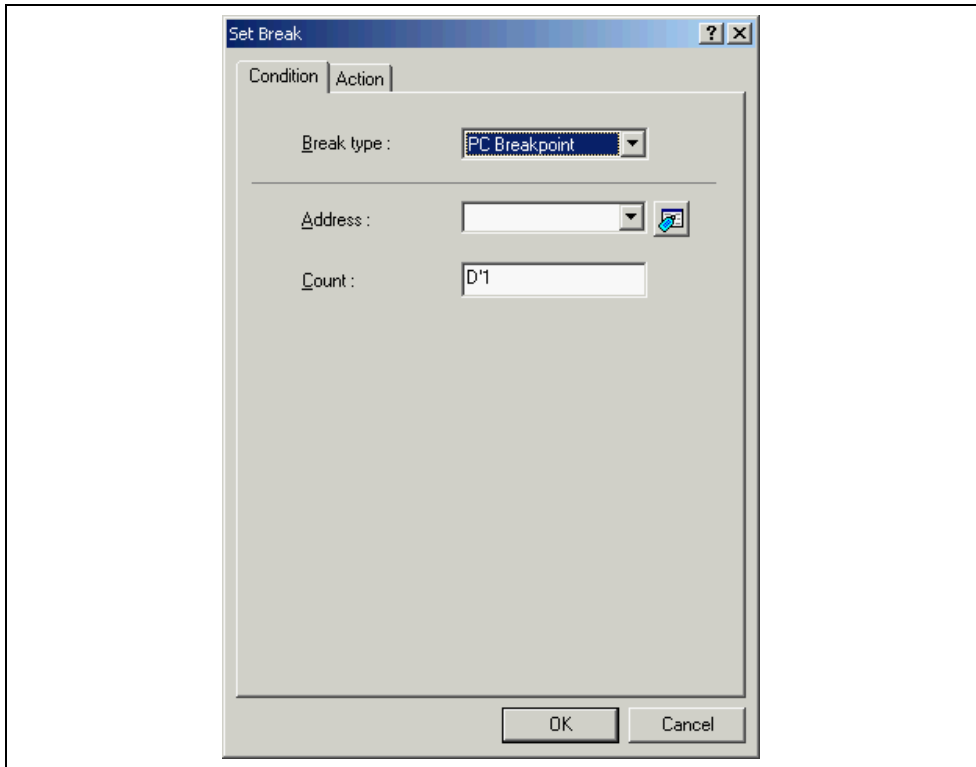 Set Break
Condition Action
Break type : PC Breakpoint
Address :
Count : D'1
OK Cancel